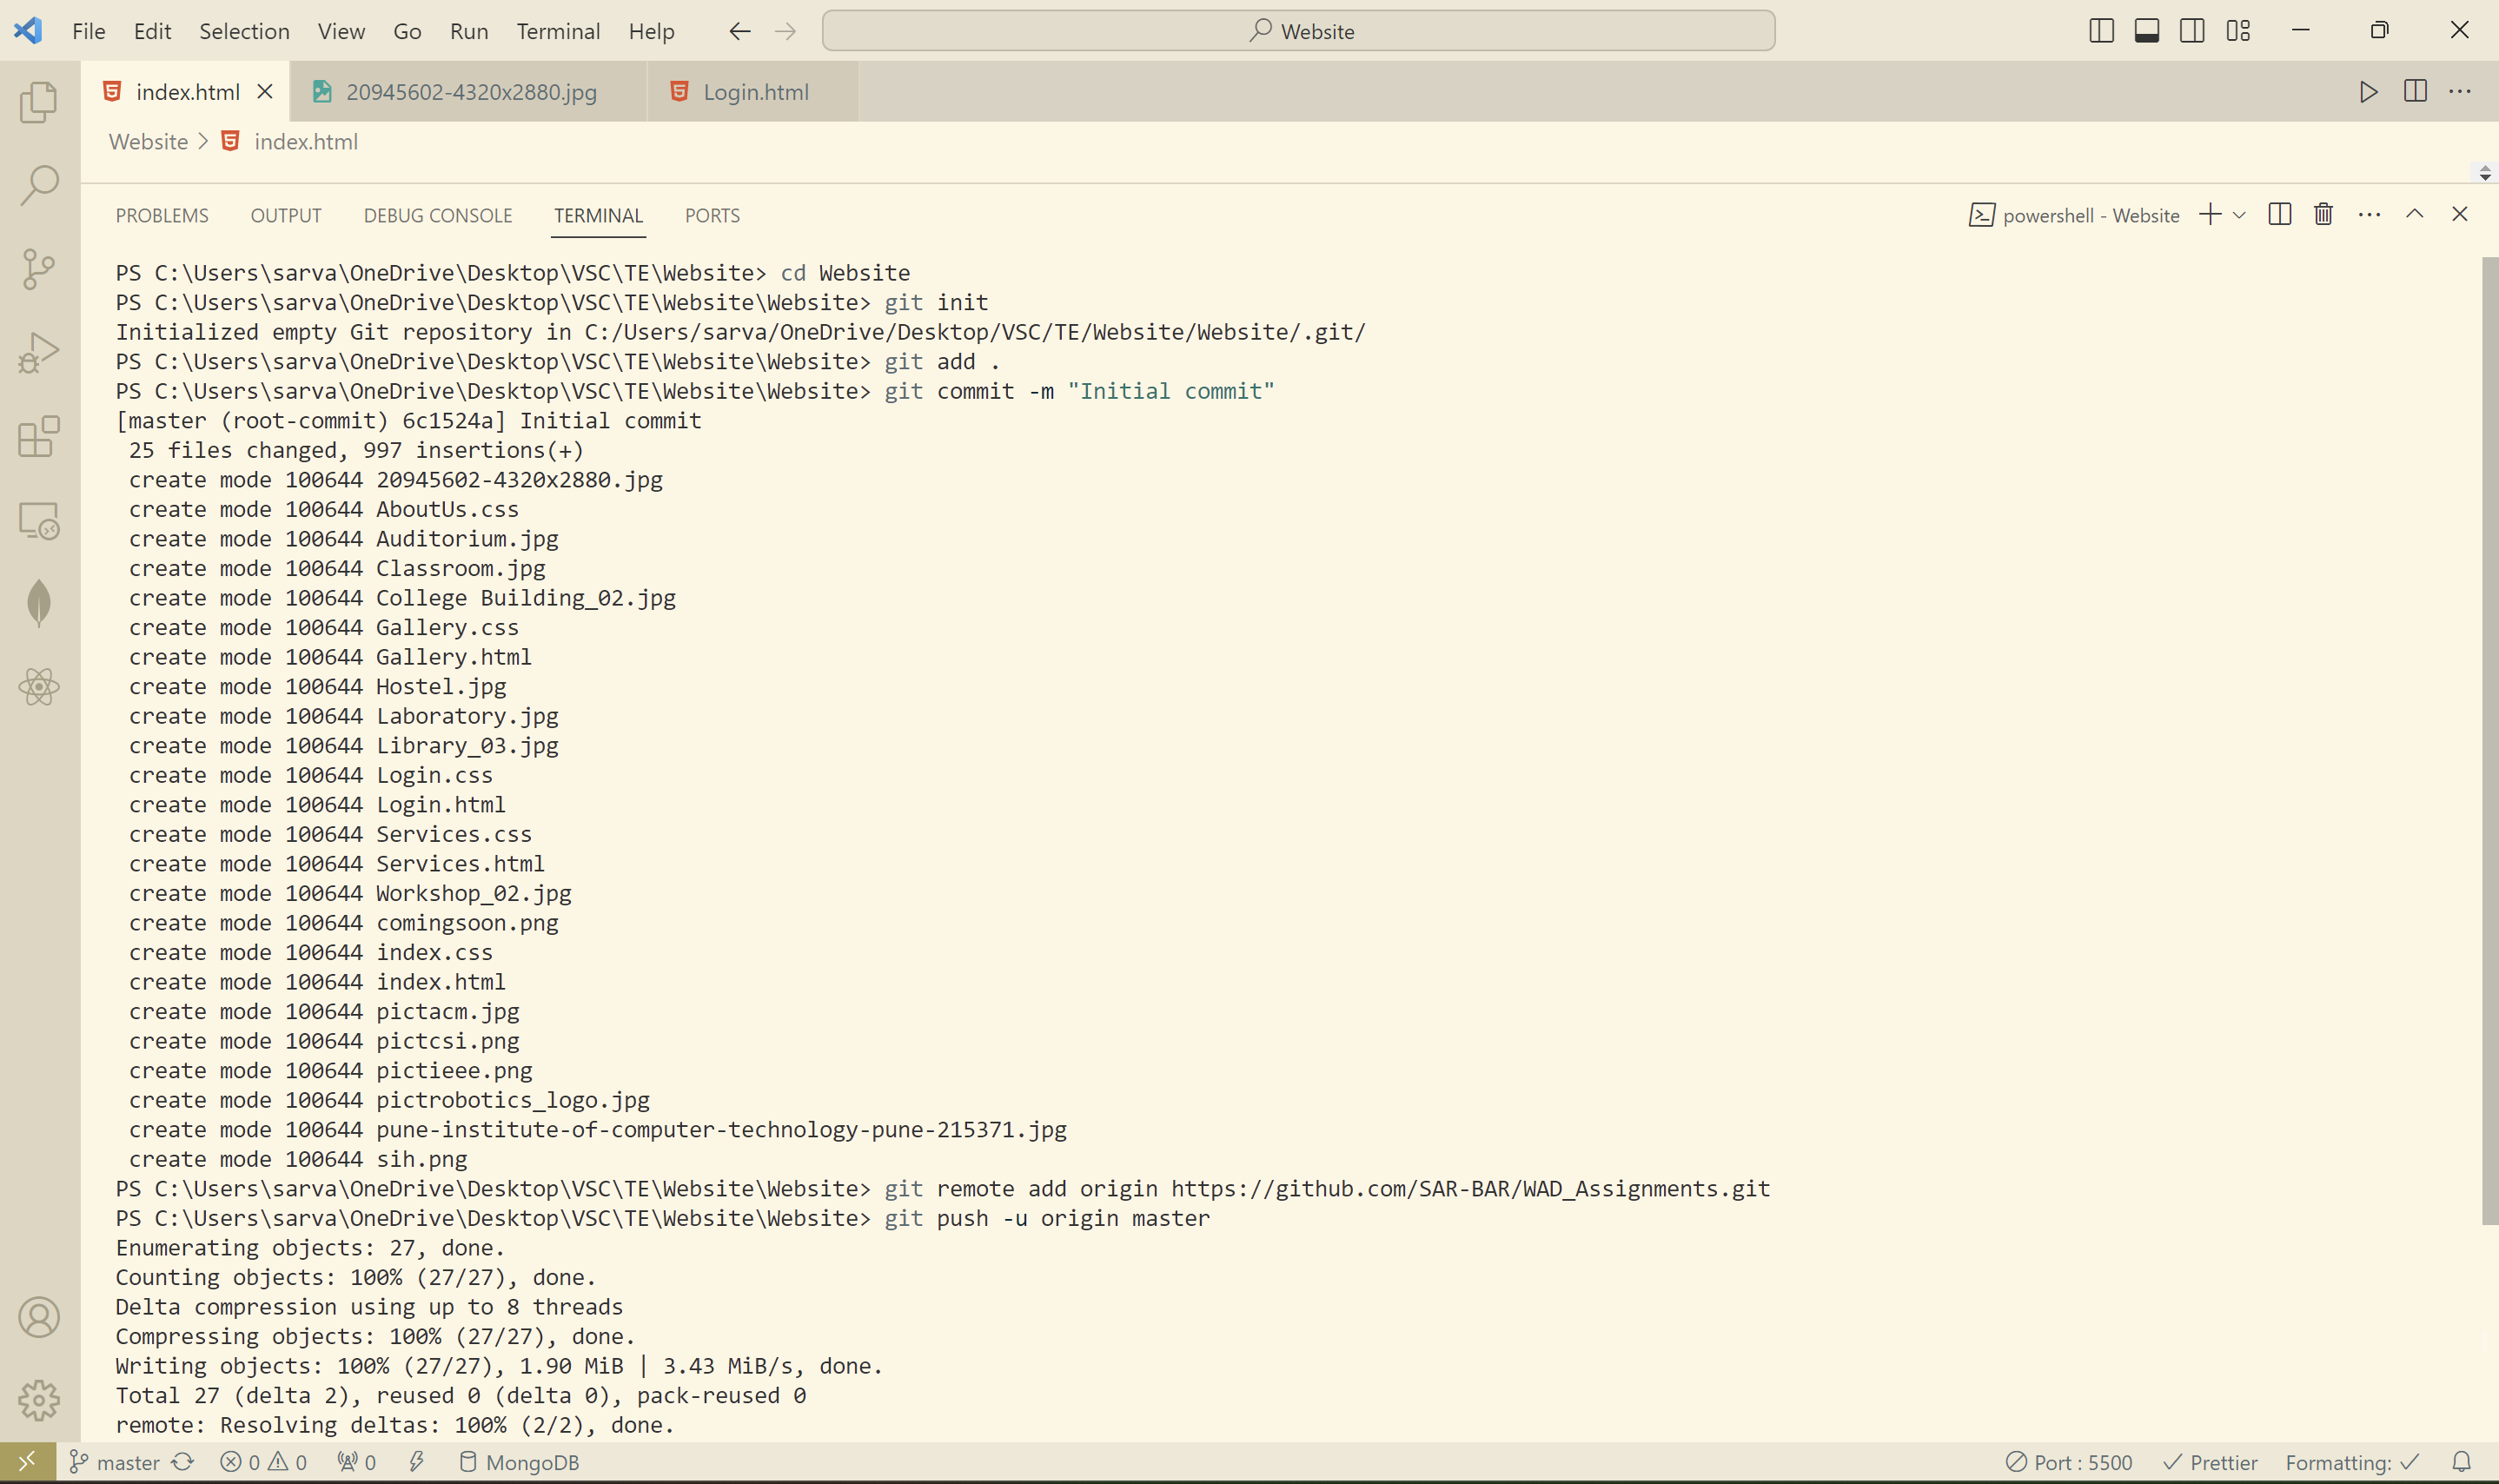 File Edit Selection View Go Run Terminal Help Website
index.html 20945602-4320x2880.jpg Login.html
Website > index.html
PROBLEMS OUTPUT DEBUG CONSOLE TERMINAL PORTS powershell - Website
PS C:\Users\sarva\OneDrive\Desktop\VSC\TE\Website> cd Website
PS C:\Users\sarva\OneDrive\Desktop\VSC\TE\Website\Website> git init
Initialized empty Git repository in C:/Users/sarva/OneDrive/Desktop/VSC/TE/Website/Website/.git/
PS C:\Users\sarva\OneDrive\Desktop\VSC\TE\Website\Website> git add .
PS C:\Users\sarva\OneDrive\Desktop\VSC\TE\Website\Website> git commit -m "Initial commit"
[master (root-commit) 6c1524a] Initial commit
 25 files changed, 997 insertions(+)
 create mode 100644 20945602-4320x2880.jpg
 create mode 100644 AboutUs.css
 create mode 100644 Auditorium.jpg
 create mode 100644 Classroom.jpg
 create mode 100644 College Building_02.jpg
 create mode 100644 Gallery.css
 create mode 100644 Gallery.html
 create mode 100644 Hostel.jpg
 create mode 100644 Laboratory.jpg
 create mode 100644 Library_03.jpg
 create mode 100644 Login.css
 create mode 100644 Login.html
 create mode 100644 Services.css
 create mode 100644 Services.html
 create mode 100644 Workshop_02.jpg
 create mode 100644 comingsoon.png
 create mode 100644 index.css
 create mode 100644 index.html
 create mode 100644 pictacm.jpg
 create mode 100644 pictcsi.png
 create mode 100644 pictieee.png
 create mode 100644 pictrobotics_logo.jpg
 create mode 100644 pune-institute-of-computer-technology-pune-215371.jpg
 create mode 100644 sih.png
PS C:\Users\sarva\OneDrive\Desktop\VSC\TE\Website\Website> git remote add origin https://github.com/SAR-BAR/WAD_Assignments.git
PS C:\Users\sarva\OneDrive\Desktop\VSC\TE\Website\Website> git push -u origin master
Enumerating objects: 27, done.
Counting objects: 100% (27/27), done.
Delta compression using up to 8 threads
Compressing objects: 100% (27/27), done.
Writing objects: 100% (27/27), 1.90 MiB | 3.43 MiB/s, done.
Total 27 (delta 2), reused 0 (delta 0), pack-reused 0
remote: Resolving deltas: 100% (2/2), done.
master 0 0 0 MongoDB Port : 5500 Prettier Formatting: